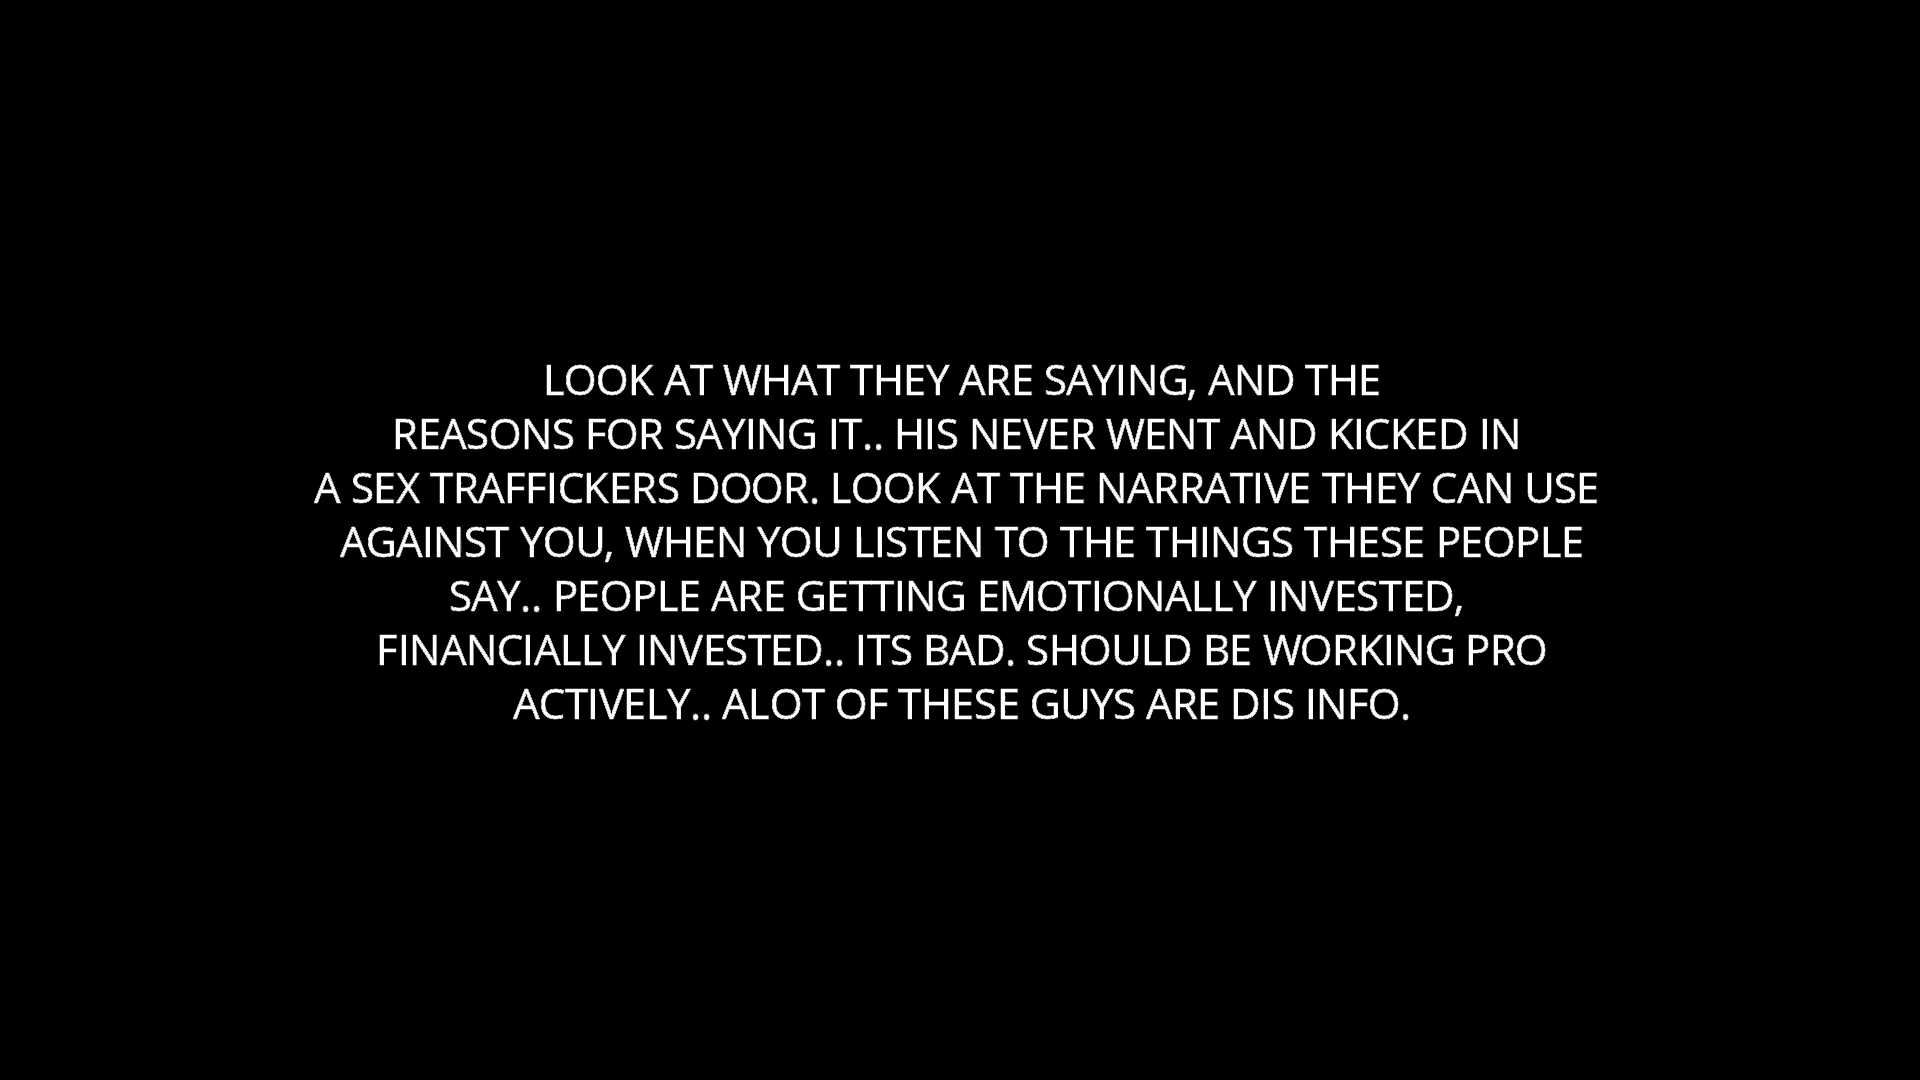 LOOK AT WHAT THEY ARE SAYING, AND THE
REASONS FOR SAYING IT.. HIS NEVER WENT AND KICKED IN
A SEX TRAFFICKERS DOOR. LOOK AT THE NARRATIVE THEY CAN USE
AGAINST YOU, WHEN YOU LISTEN TO THE THINGS THESE PEOPLE
SAY.. PEOPLE ARE GETTING EMOTIONALLY INVESTED,
FINANCIALLY INVESTED.. ITS BAD. SHOULD BE WORKING PRO
ACTIVELY.. ALOT OF THESE GUYS ARE DIS INFO.